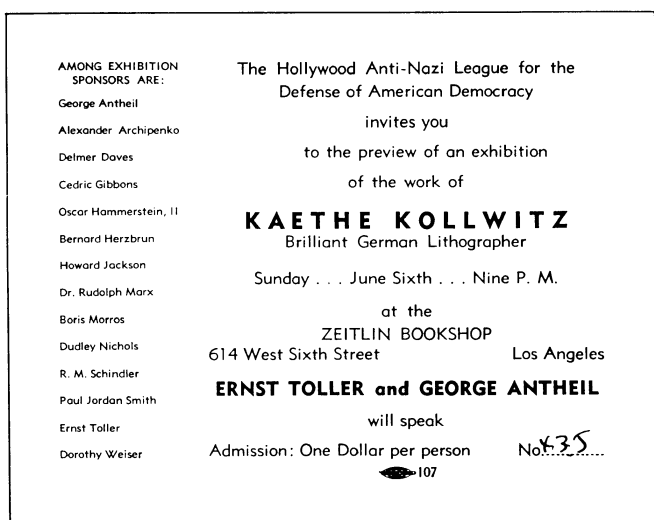 AMONG EXHIBITION
SPONSORS ARE:
George Antheil
Alexander Archipenko
Delmer Daves
Cedric Gibbons
Oscar Hammerstein, II
Bernard Herzbrun
Howard Jackson
Dr. Rudolph Marx
Boris Morros
Dudley Nichols
R. M. Schindler
Paul Jordan Smith
Ernst Toller
Dorothy Weiser
The Hollywood Anti-Nazi League for the
Defense of American Democracy
invites you
to the preview of an exhibition
of the work of
KAETHE KOLLWITZ
Brilliant German Lithographer
Sunday . . . June Sixth . . . Nine P. M.
at the
ZEITLIN BOOKSHOP
614 West Sixth Street Los Angeles
ERNST TOLLER and GEORGE ANTHEIL
will speak
Admission: One Dollar per person No.
107